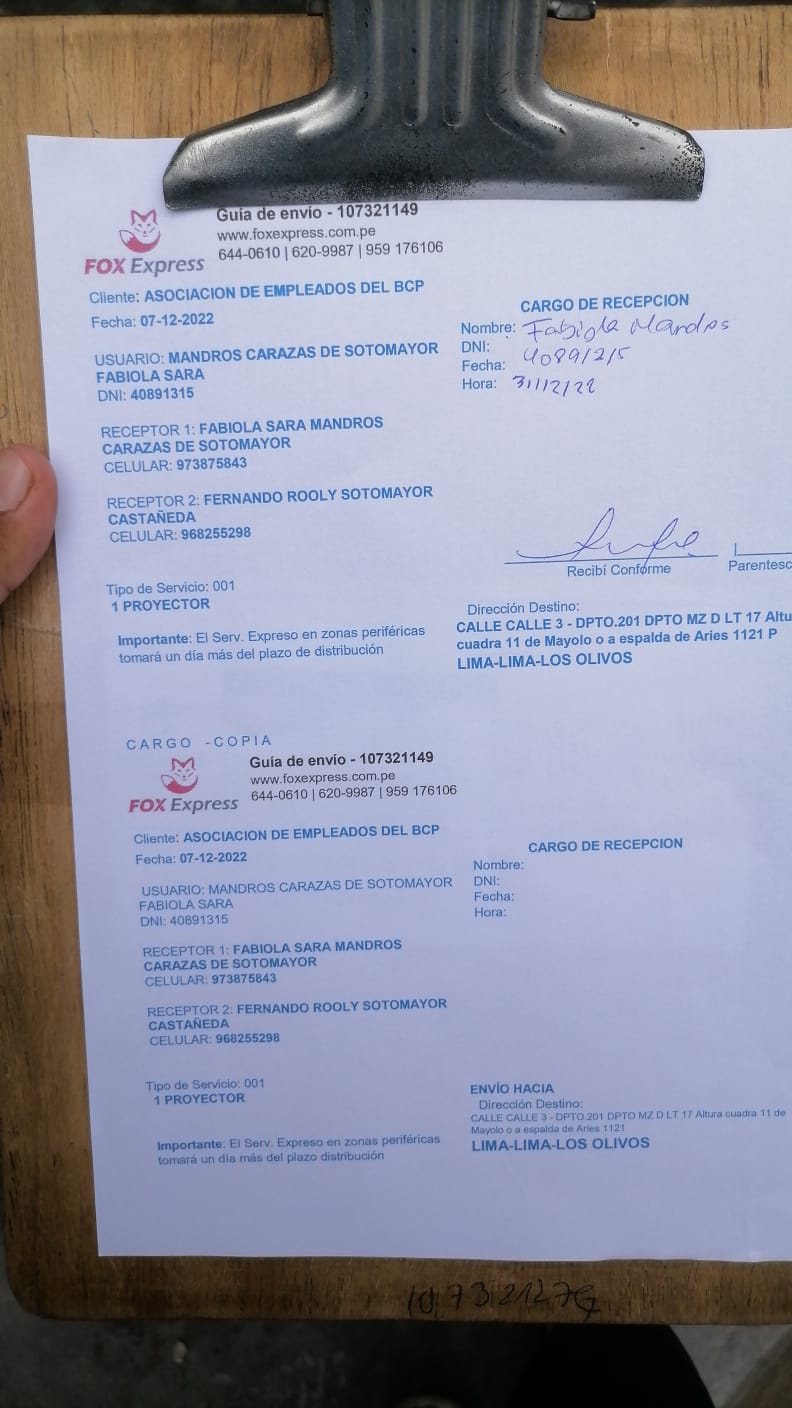 Guía de envío - 107321149
www.foxexpress.com.pe
644-0610 | 620-9987 | 959 176106
FOX Express
Cliente: ASOCIACION DE EMPLEADOS DEL BCP
Fecha: 07-12-2022
USUARIO: MANDROS CARAZAS DE SOTOMAYOR
FABIOLA SARA
DNI: 40891315
RECEPTOR 1: FABIOLA SARA MANDROS
CARAZAS DE SOTOMAYOR
CELULAR: 973875843
RECEPTOR 2: FERNANDO ROOLY SOTOMAYOR
CASTAÑEDA
CELULAR: 968255298
Tipo de Servicio: 001
1 PROYECTOR
Importante: El Serv. Expreso en zonas periféricas
tomará un día más del plazo de distribución
CARGO DE RECEPCION
Nombre: Fabiola Mandros
DNI: 40891215
Fecha: 31/12/22
Hora:
Recibí Conforme
Parentesc
Dirección Destino:
CALLE CALLE 3 - DPTO.201 DPTO MZ D LT 17 Altu
cuadra 11 de Mayolo o a espalda de Aries 1121 P
LIMA-LIMA-LOS OLIVOS
CARGO -COPIA
Guía de envío - 107321149
www.foxexpress.com.pe
644-0610 | 620-9987 | 959 176106
FOX Express
Cliente: ASOCIACION DE EMPLEADOS DEL BCP
Fecha: 07-12-2022
USUARIO: MANDROS CARAZAS DE SOTOMAYOR
FABIOLA SARA
DNI: 40891315
RECEPTOR 1: FABIOLA SARA MANDROS
CARAZAS DE SOTOMAYOR
CELULAR: 973875843
RECEPTOR 2: FERNANDO ROOLY SOTOMAYOR
CASTAÑEDA
CELULAR: 968255298
Tipo de Servicio: 001
1 PROYECTOR
Importante: El Serv. Expreso en zonas periféricas
tomará un día más del plazo distribución
CARGO DE RECEPCION
Nombre:
DNI:
Fecha:
Hora:
ENVÍO HACIA
Dirección Destino:
CALLE CALLE 3 - DPTO.201 DPTO MZ D LT 17 Altura cuadra 11 de
Mayolo o a espalda de Aries 1121
LIMA-LIMA-LOS OLIVOS